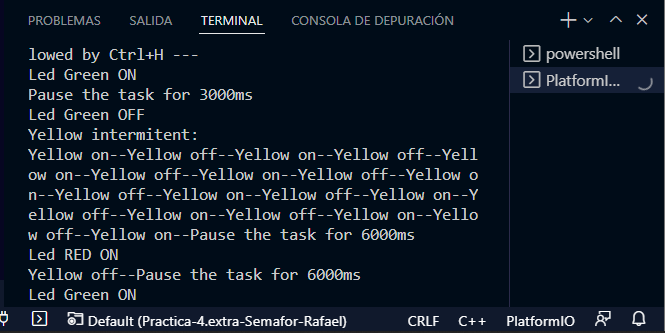 PROBLEMAS SALIDA TERMINAL CONSOLA DE DEPURACIÓN
lowed by Ctrl+H ---
Led Green ON
Pause the task for 3000ms
Led Green OFF
Yellow intermitent:
Yellow on--Yellow off--Yellow on--Yellow off--Yell
ow on--Yellow off--Yellow on--Yellow off--Yellow o
n--Yellow off--Yellow on--Yellow off--Yellow on--Y
ellow off--Yellow on--Yellow off--Yellow on--Yello
w off--Yellow on--Pause the task for 6000ms
Led RED ON
Yellow off--Pause the task for 6000ms
Led Green ON
powershell
PlatformI...
Default (Practica-4.extra-Semafor-Rafael) CRLF C++ PlatformIO